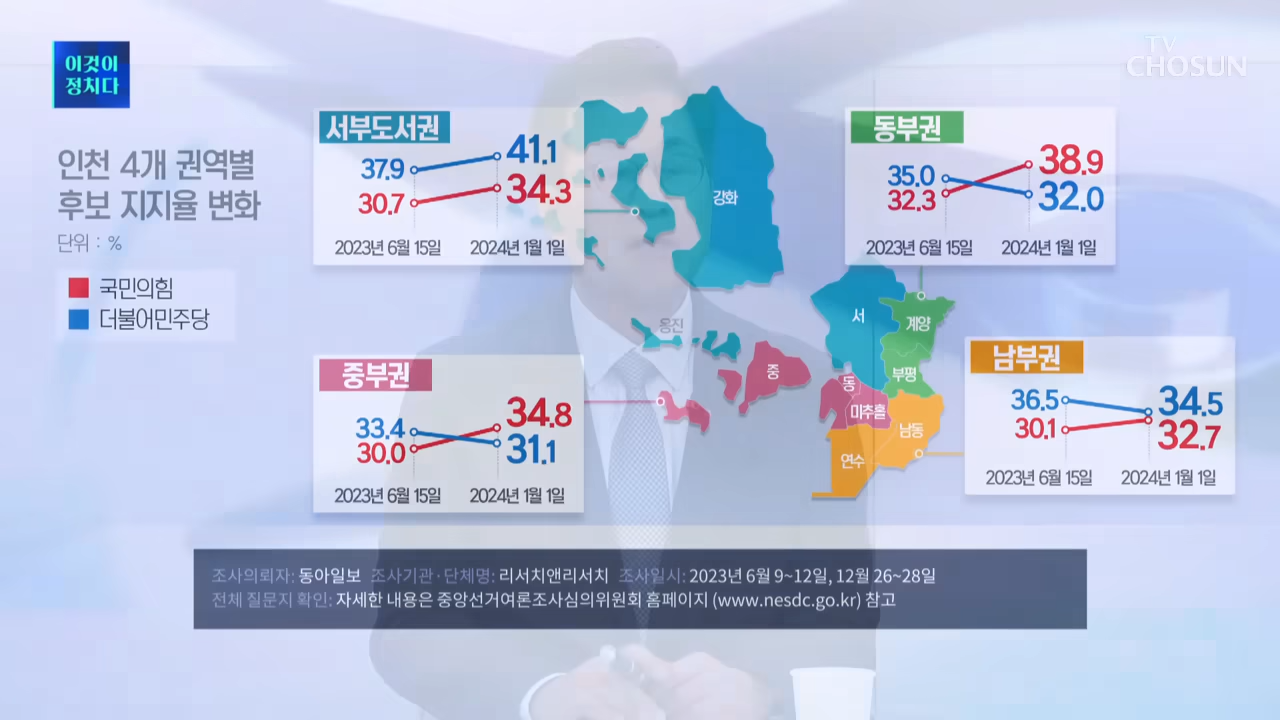 이것이
정치다
TV
CHOSUN
인천 4개 권역별
후보 지지율 변화
단위 : %
국민의힘
더불어민주당
서부도서권
37.9
41.1
30.7
34.3
2023년 6월 15일 2024년 1월 1일
동부권
35.0
38.9
32.3
32.0
2023년 6월 15일 2024년 1월 1일
중부권
33.4
34.8
30.0
31.1
2023년 6월 15일 2024년 1월 1일
남부권
36.5
34.5
30.1
32.7
2023년 6월 15일 2024년 1월 1일
강화
옹진
서
계양
부평
중
동
미추홀
남동
연수
조사의뢰자: 동아일보 조사기관·단체명: 리서치앤리서치 조사일시: 2023년 6월 9~12일, 12월 26~28일
전체 질문지 확인: 자세한 내용은 중앙선거여론조사심의위원회 홈페이지 (www.nesdc.go.kr) 참고